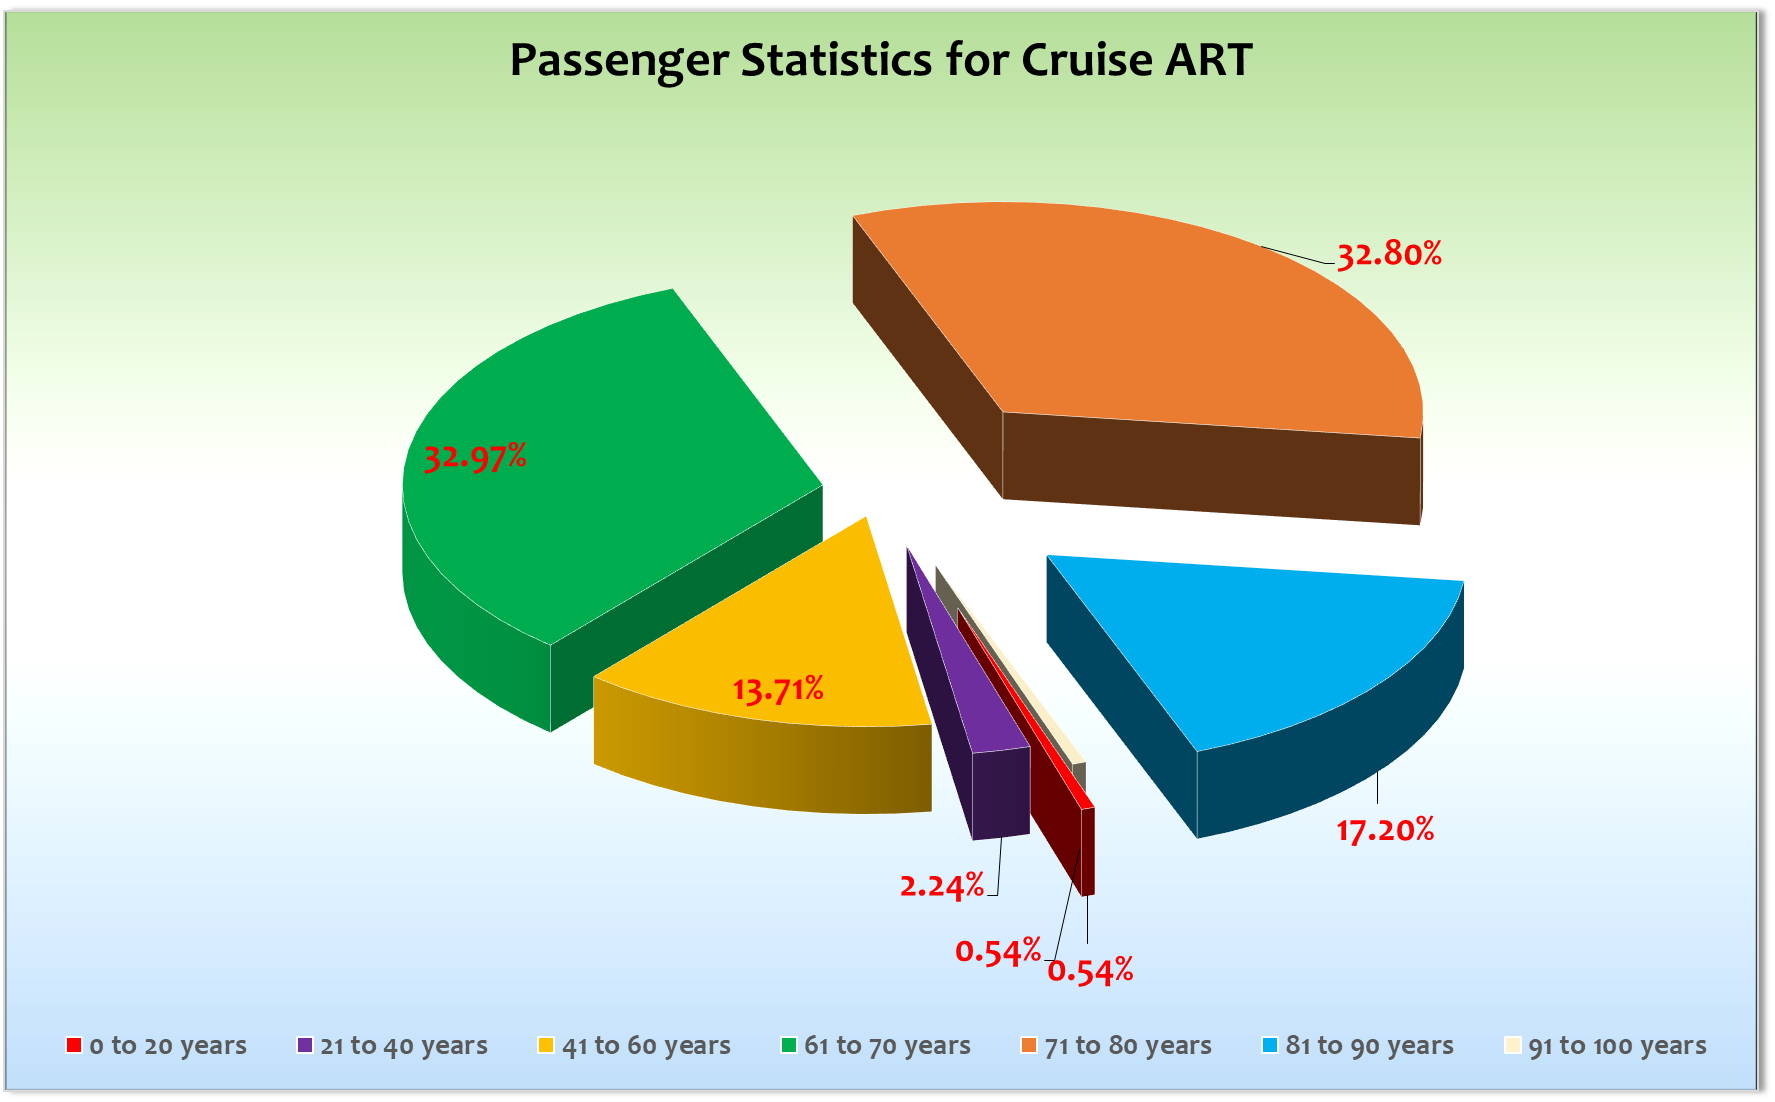 Passenger Statistics for Cruise ART
32.80%
32.97%
13.71%
17.20%
2.24%
0.54%
0.54%
0 to 20 years
21 to 40 years
41 to 60 years
61 to 70 years
71 to 80 years
81 to 90 years
91 to 100 years